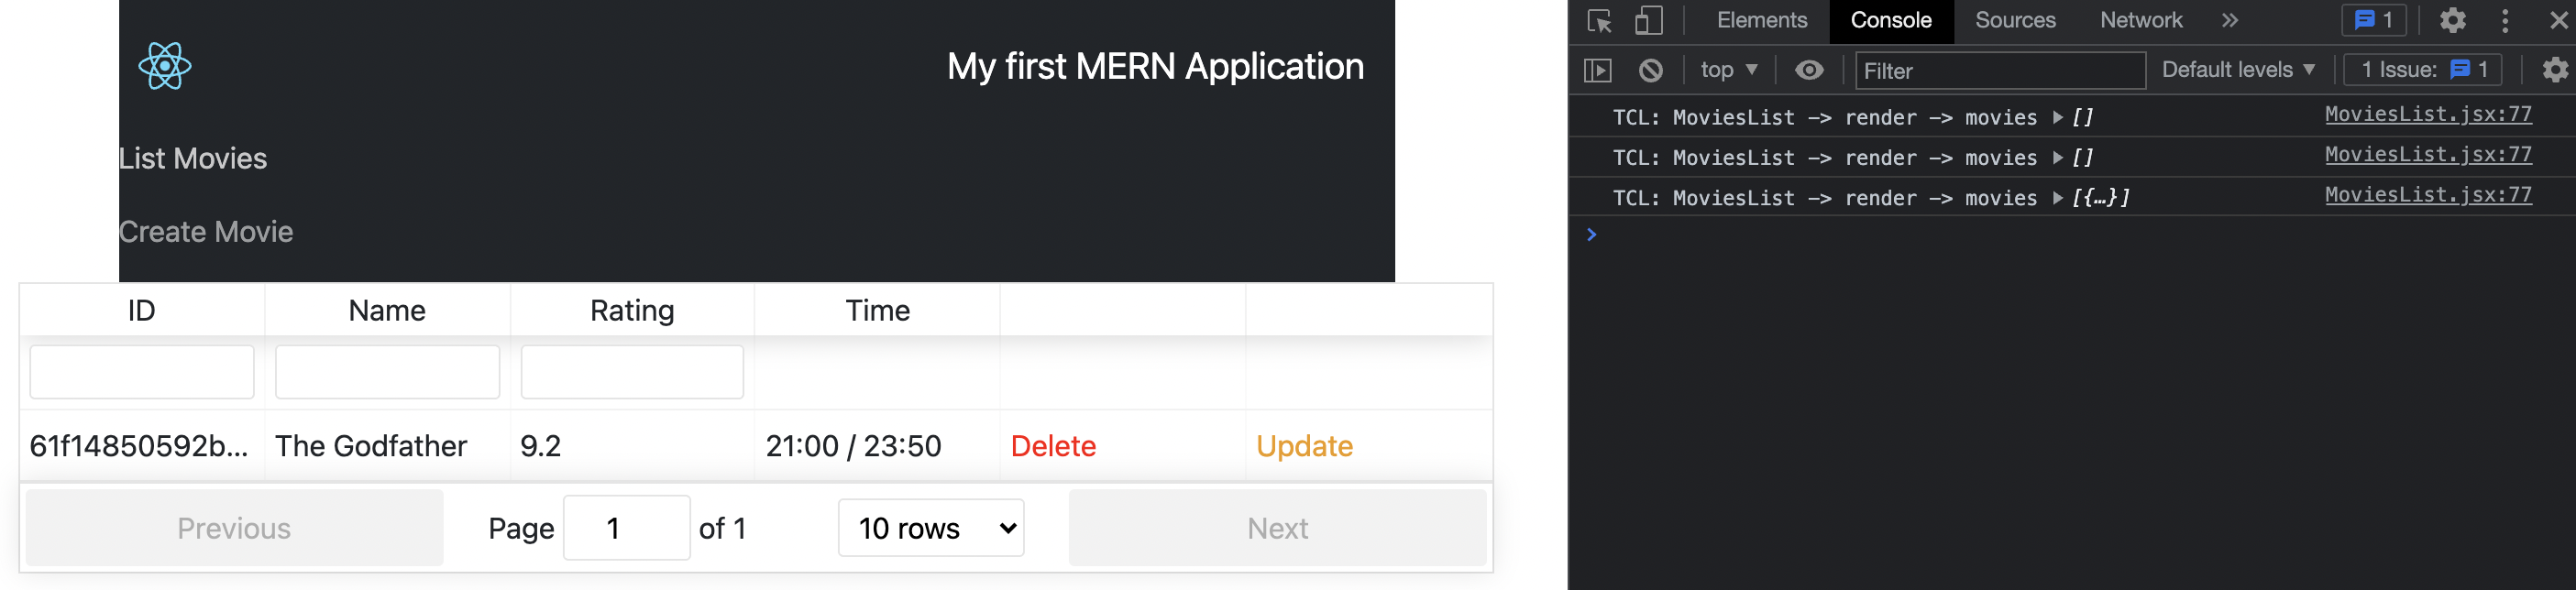 My first MERN Application
List Movies
Create Movie
ID Name Rating Time
61f14850592b... The Godfather 9.2 21:00 / 23:50 Delete Update
Previous Page 1 of 1 10 rows Next
Elements Console Sources Network » 1
top ▼ Filter Default levels ▼ 1 Issue: 1
TCL: MoviesList -> render -> movies ▶ [] MoviesList.jsx:77
TCL: MoviesList -> render -> movies ▶ [] MoviesList.jsx:77
TCL: MoviesList -> render -> movies ▶ [{…}] MoviesList.jsx:77
>